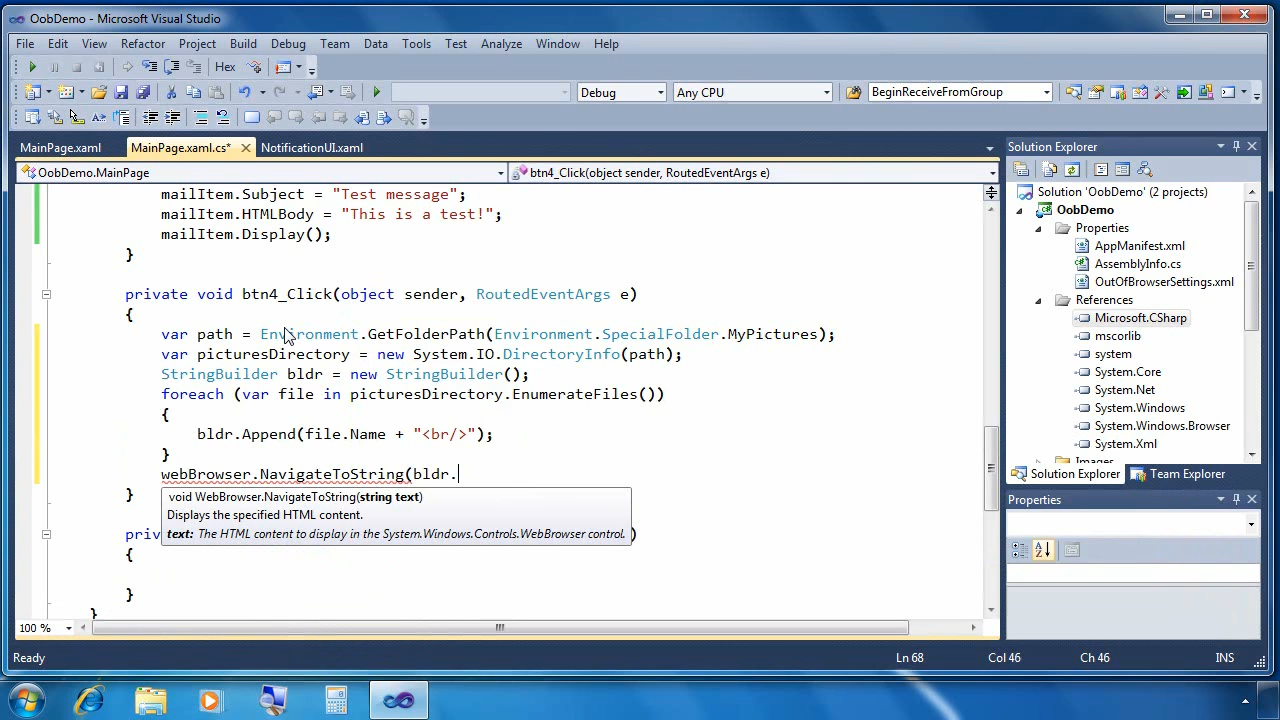 OobDemo - Microsoft Visual Studio
File Edit View Refactor Project Build Debug Team Data Tools Test Analyze Window Help
Hex
Debug Any CPU BeginReceiveFromGroup
MainPage.xaml MainPage.xaml.cs* NotificationUI.xaml
OobDemo.MainPage btn4_Click(object sender, RoutedEventArgs e)
mailItem.Subject = "Test message";
mailItem.HTMLBody = "This is a test!";
mailItem.Display();
}
private void btn4_Click(object sender, RoutedEventArgs e)
{
var path = Environment.GetFolderPath(Environment.SpecialFolder.MyPictures);
var picturesDirectory = new System.IO.DirectoryInfo(path);
StringBuilder bldr = new StringBuilder();
foreach (var file in picturesDirectory.EnumerateFiles())
{
bldr.Append(file.Name + "<br/>");
}
webBrowser.NavigateToString(bldr.
}
void WebBrowser.NavigateToString(string text)
Displays the specified HTML content.
text: The HTML content to display in the System.Windows.Controls.WebBrowser control.
pri )
{
}
}
100 %
Solution Explorer
Solution 'OobDemo' (2 projects)
OobDemo
Properties
AppManifest.xml
AssemblyInfo.cs
OutOfBrowserSettings.xml
References
Microsoft.CSharp
mscorlib
system
System.Core
System.Net
System.Windows
System.Windows.Browser
System.Xml
Images
Solution Explorer Team Explorer
Properties
Ready Ln 68 Col 46 Ch 46 INS